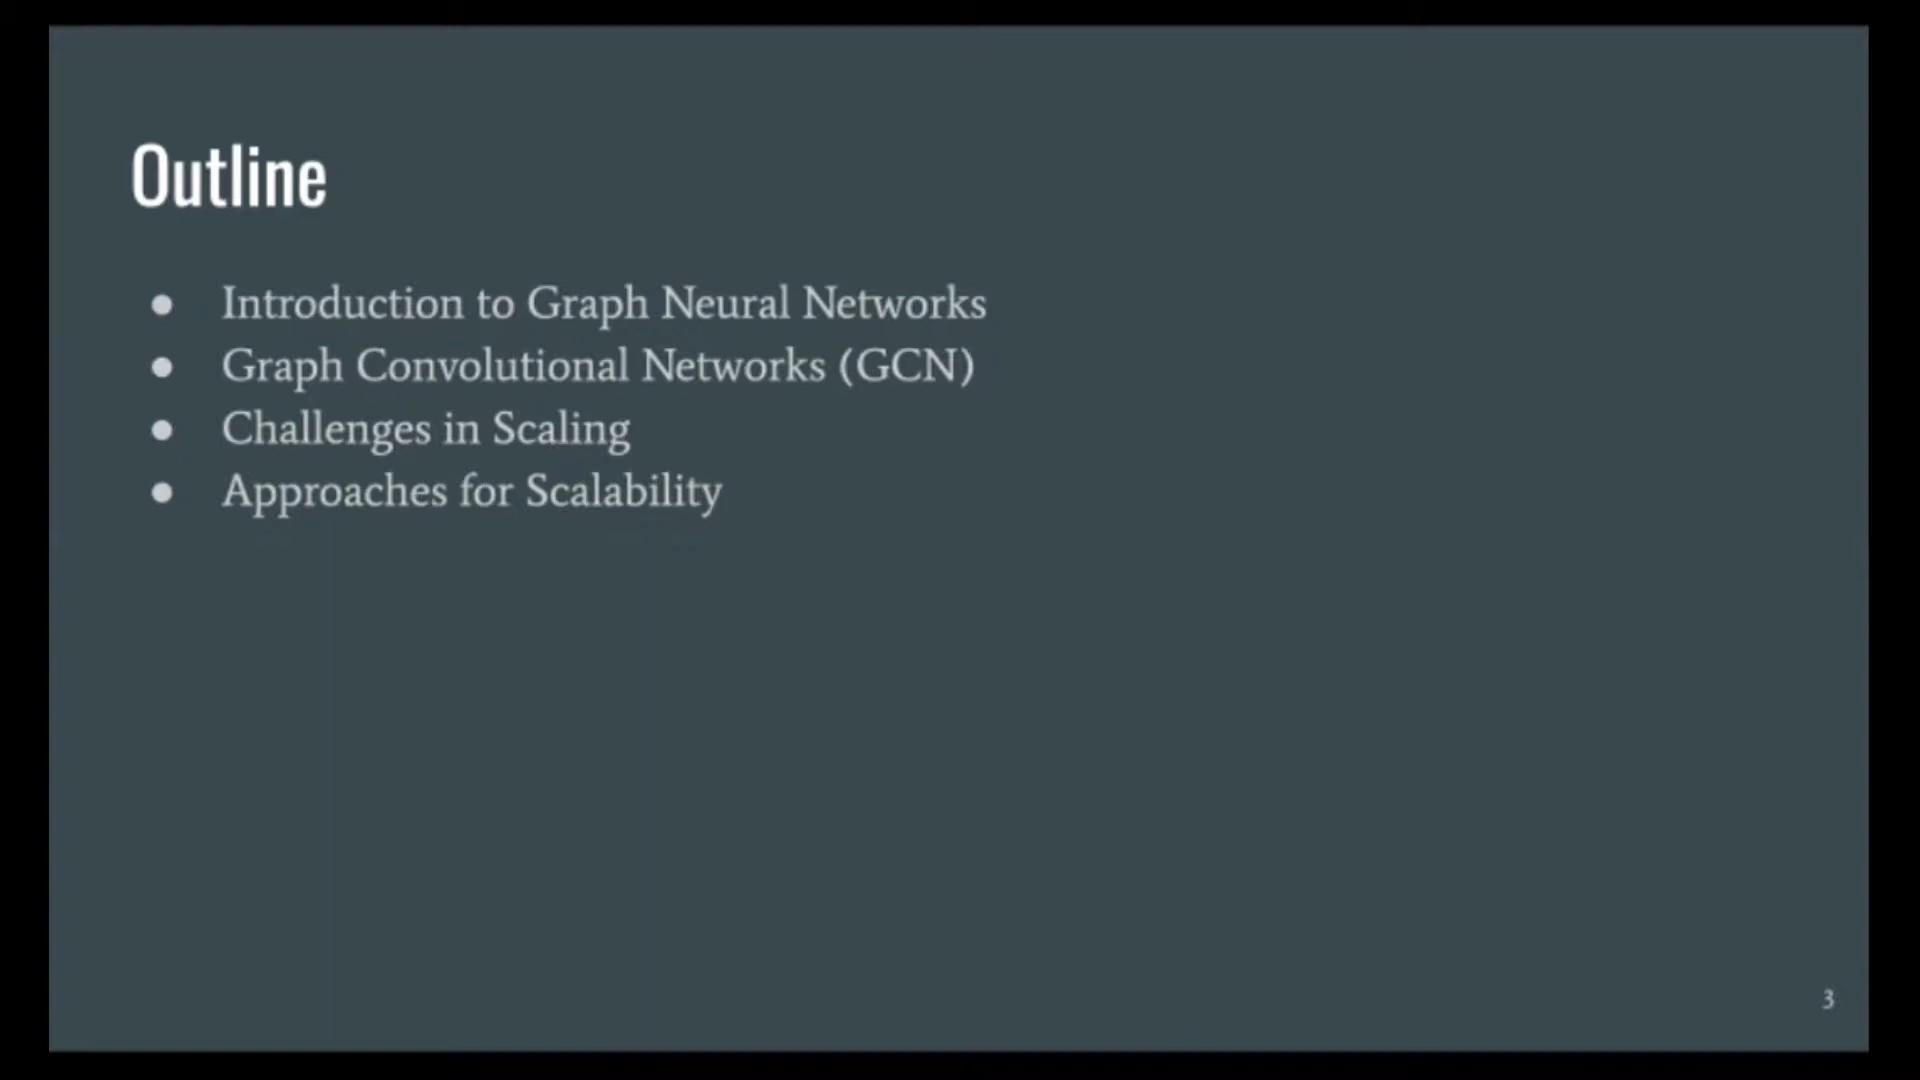 Outline
● Introduction to Graph Neural Networks
● Graph Convolutional Networks (GCN)
● Challenges in Scaling
● Approaches for Scalability
3